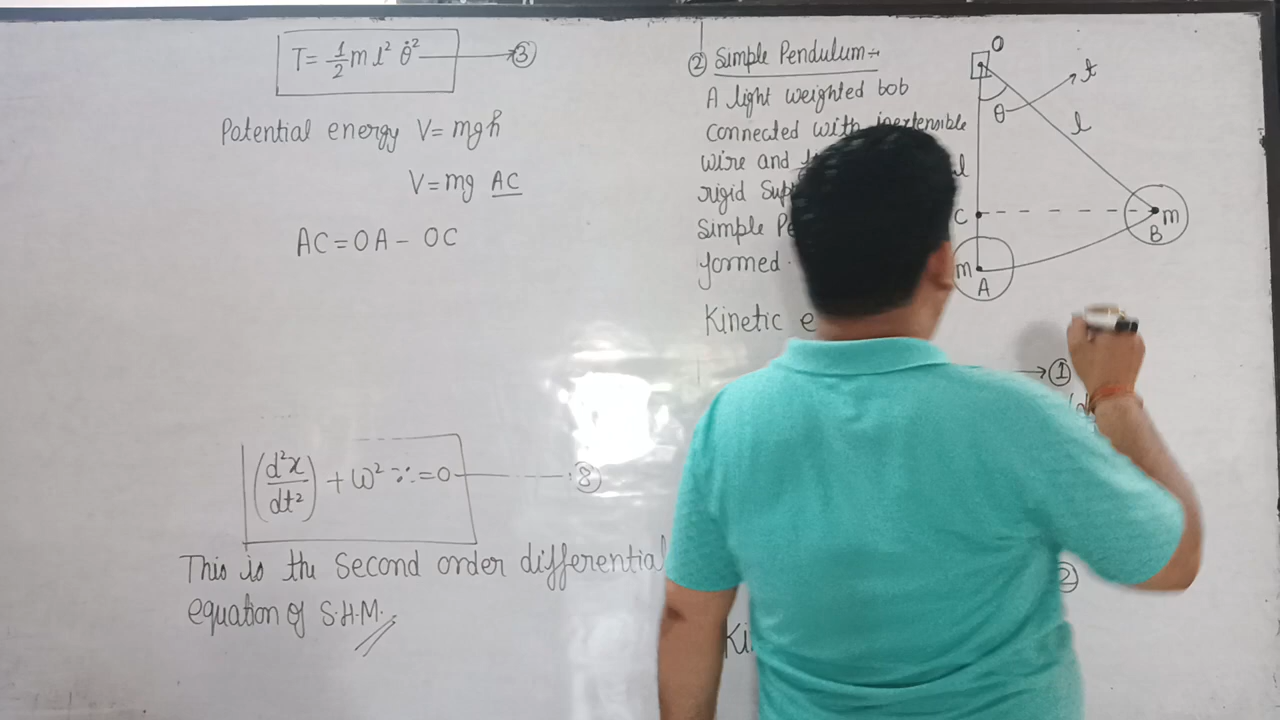 T = ½ m l² θ̇² → ③
Potential energy V = mgh
V = mg AC
AC = OA - OC
(d²x/dt²) + ω² x = 0 ---- ⑧
This is the Second order differential
equation of S.H.M.
② Simple Pendulum :-
A light weighted bob
Connected with inextensible
wire and
rigid
Simple
formed.
Kinetic
→ ①
②
O
t
θ
l
l
C
m
B
m
A